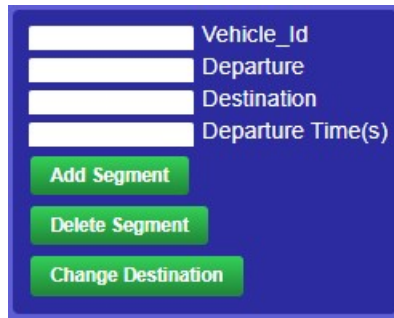 Vehicle_Id
Departure
Destination
Departure Time(s)
Add Segment
Delete Segment
Change Destination